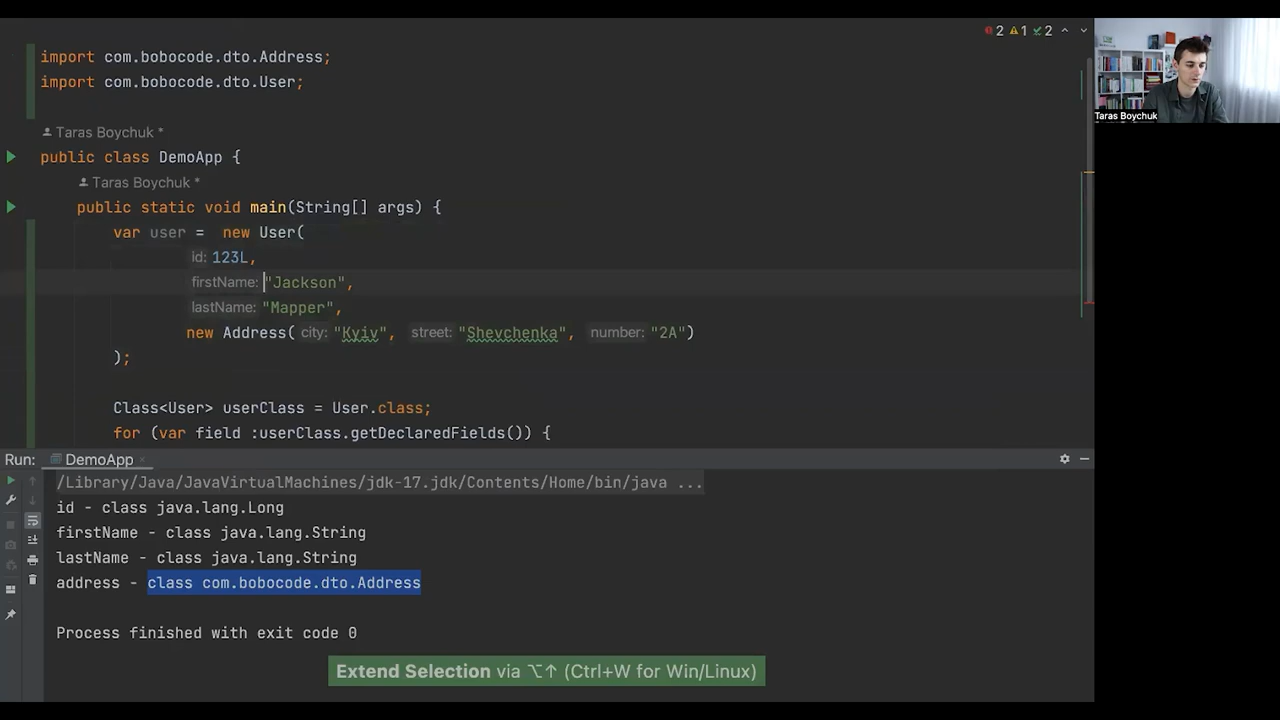 import com.bobocode.dto.Address;
2 1 2
import com.bobocode.dto.User;
Taras Boychuk
Taras Boychuk *
public class DemoApp {
Taras Boychuk *
public static void main(String[] args) {
var user = new User(
id: 123L,
firstName: "Jackson",
lastName: "Mapper",
new Address( city: "Kyiv", street: "Shevchenka", number: "2A")
);
Class<User> userClass = User.class;
for (var field :userClass.getDeclaredFields()) {
Run: DemoApp
/Library/Java/JavaVirtualMachines/jdk-17.jdk/Contents/Home/bin/java ...
id - class java.lang.Long
firstName - class java.lang.String
lastName - class java.lang.String
address - class com.bobocode.dto.Address
Process finished with exit code 0
Extend Selection via ⌥↑ (Ctrl+W for Win/Linux)